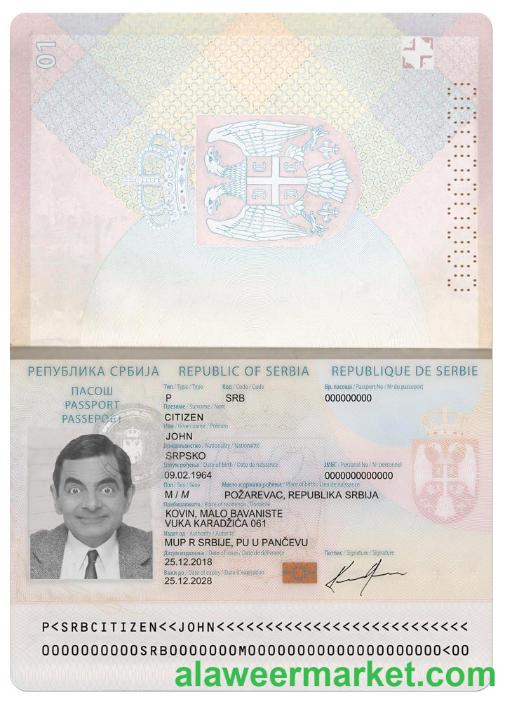 01
РЕПУБЛИКА СРБИЈА REPUBLIC OF SERBIA REPUBLIQUE DE SERBIE
ПАСОШ
PASSPORT
PASSEPORT
Тип / Type / Type Код / Code / Code Бр. пасоша / Passport No / № du passeport
P SRB 000000000
Презиме / Surname / Nom
CITIZEN
Име / Given name / Prénoms
JOHN
Држављанство / Nationality / Nationalité
SRPSKO
Датум рођења / Date of birth / Date de naissance ЈМБГ / Personal No / № personnel
09.02.1964 0000000000000
Пол / Sex / Sexe Место и држава рођења / Place of birth / Lieu de naissance
M / M POŽAREVAC, REPUBLIKA SRBIJA
Пребивалиште / Place of residence / Domicile
KOVIN, MALO BAVANISTE
VUKA KARADŽIĆA 061
Издат од / Authority / Autorité
MUP R SRBIJE, PU U PANČEVU
Датум издавања / Date of issue / Date de délivrance Потпис / Signature / Signature
25.12.2018
Важи до / Date of expiry / Date d'expiration
25.12.2028
P<SRBCITIZEN<<JOHN<<<<<<<<<<<<<<<<<<<<<<<<<<
0000000000SRB0000000M0000000000000000000000<00
alaweermarket.com